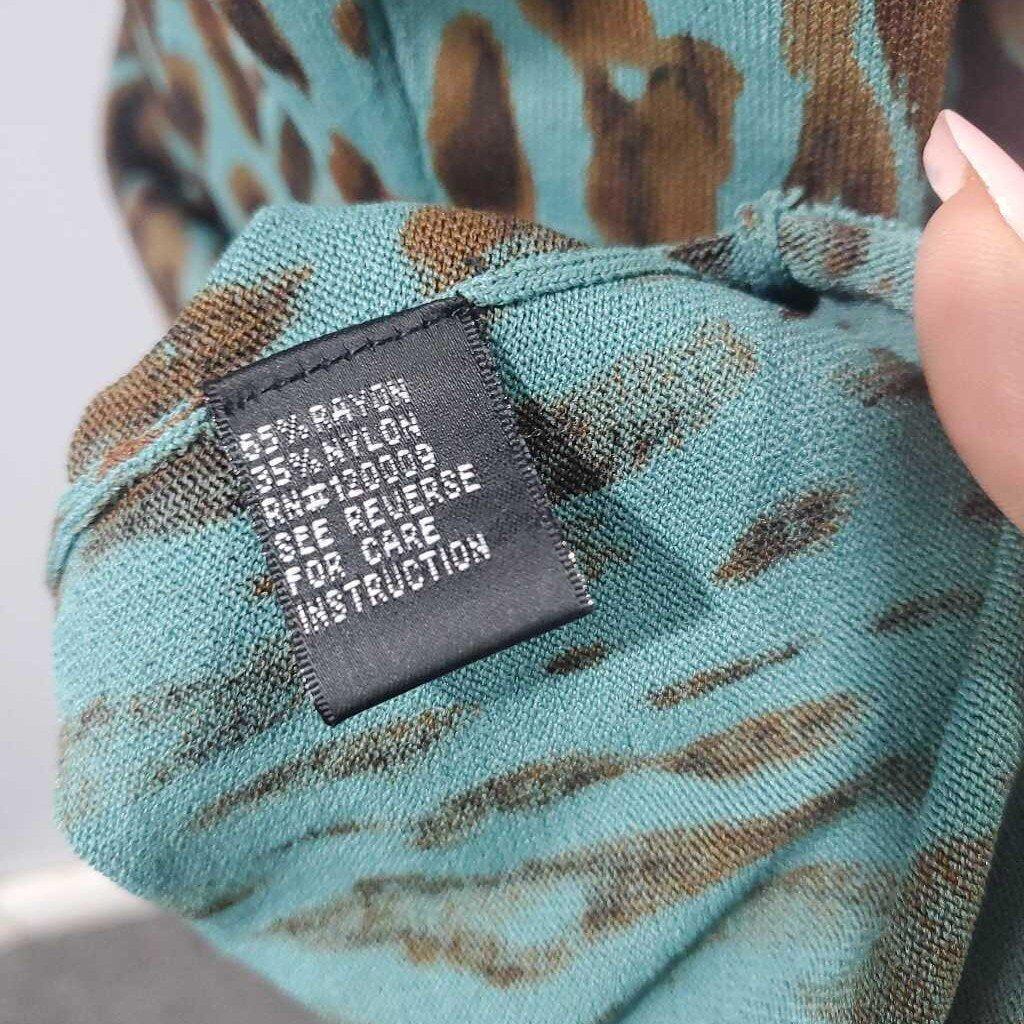 65% RAYON
35% NYLON
RN#120009
SEE REVERSE
FOR CARE
INSTRUCTION